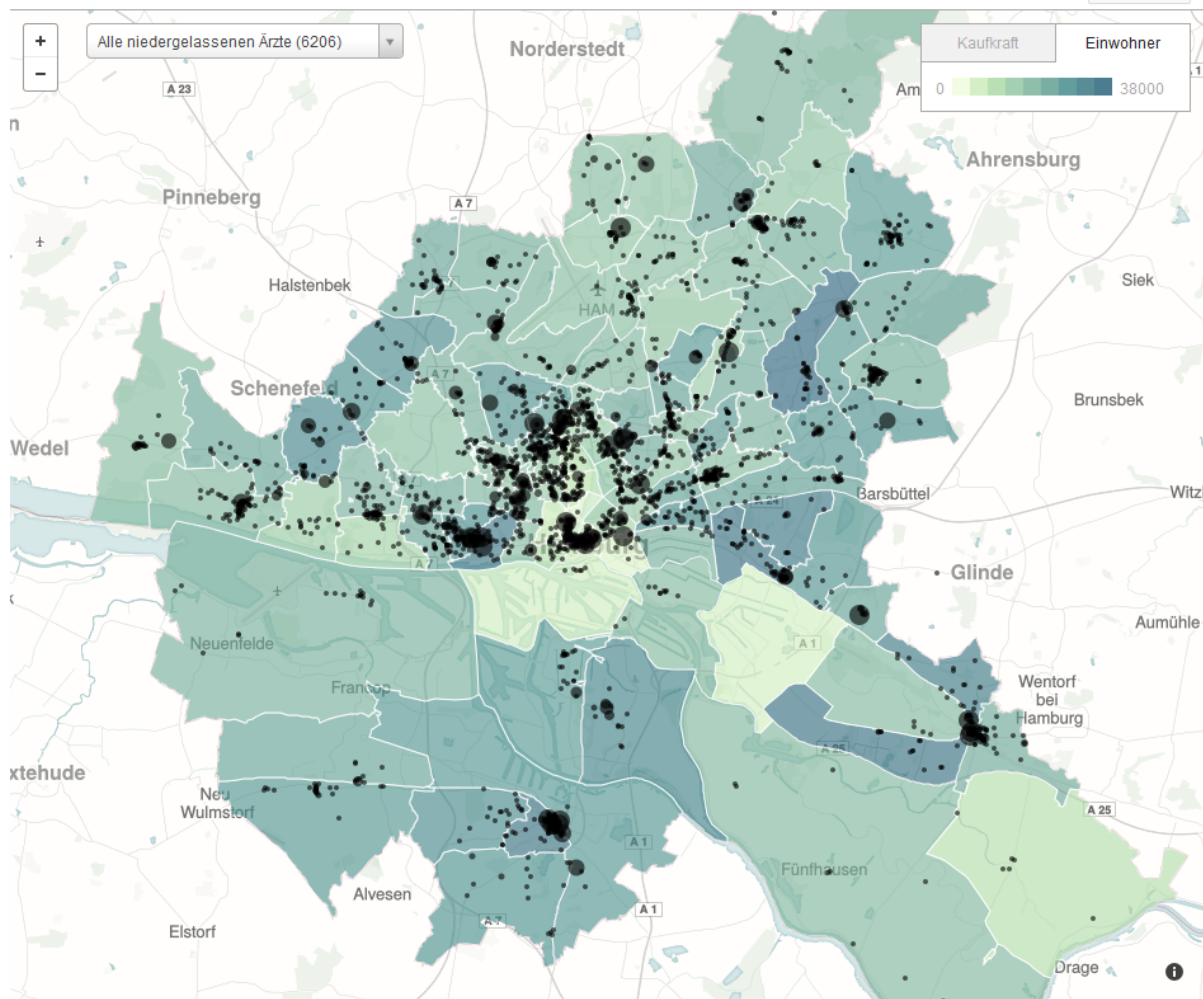 +
−
Alle niedergelassenen Ärzte (6206)
Kaufkraft
Einwohner
0
38000
Norderstedt
A 23
Am
Ahrensburg
Pinneberg
A 7
Halstenbek
HAM
Siek
Schenefeld
A 7
Brunsbek
Wedel
Barsbüttel
Witz
A 24
A 7
Glinde
Aumühle
Neuenfelde
A 1
Francop
Wentorf
bei
Hamburg
A 25
xtehude
Neu
Wulmstorf
A 25
A 1
Fünfhausen
Alvesen
A 1
A 7
Elstorf
Drage
i